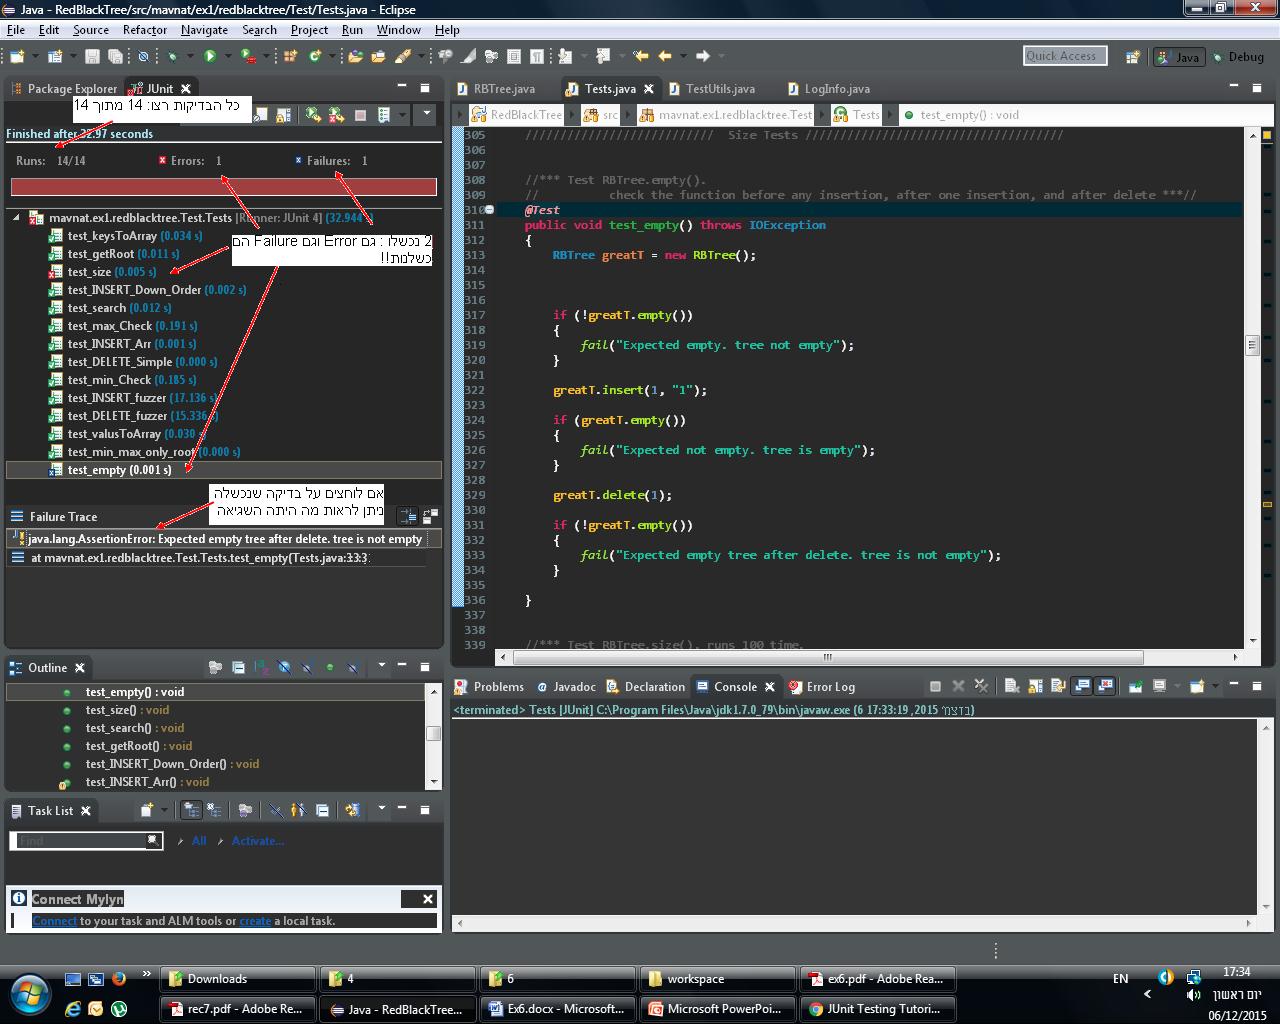 Java - RedBlackTree/src/mavnat/ex1/redblacktree/Test/Tests.java - Eclipse
File Edit Source Refactor Navigate Search Project Run Window Help
Quick Access
Java
Debug
Package Explorer
JUnit
כל הבדיקות רצו: 14 מתוך 14
Finished after 32.97 seconds
Runs: 14/14
Errors: 1
Failures: 1
mavnat.ex1.redblacktree.Test.Tests [Runner: JUnit 4] (32.944 s)
test_keysToArray (0.034 s)
2 נכשלו : גם Error וגם Failure הם
כשלונות!!
test_getRoot (0.011 s)
test_size (0.005 s)
test_INSERT_Down_Order (0.002 s)
test_search (0.012 s)
test_max_Check (0.191 s)
test_INSERT_Arr (0.001 s)
test_DELETE_Simple (0.000 s)
test_min_Check (0.185 s)
test_INSERT_fuzzer (17.136 s)
test_DELETE_fuzzer (15.336 s)
test_valusToArray (0.030
test_min_max_only_root (0.000 s)
test_empty (0.001 s)
אם לוחצים על בדיקה שנכשלה
ניתן לראות מה היתה השגיאה
Failure Trace
java.lang.AssertionError: Expected empty tree after delete. tree is not empty
at mavnat.ex1.redblacktree.Test.Tests.test_empty(Tests.java:333)
RBTree.java
Tests.java
TestUtils.java
LogInfo.java
RedBlackTree
src
mavnat.ex1.redblacktree.Test
Tests
test_empty() : void
305 ////////////////////////// Size Tests /////////////////////////////////////
306
307
308 //*** Test RBTree.empty().
309 // check the function before any insertion, after one insertion, and after delete ***//
310 @Test
311 public void test_empty() throws IOException
312 {
313 RBTree greatT = new RBTree();
314
315
316
317 if (!greatT.empty())
318 {
319 fail("Expected empty. tree not empty");
320 }
321
322 greatT.insert(1, "1");
323
324 if (greatT.empty())
325 {
326 fail("Expected not empty. tree is empty");
327 }
328
329 greatT.delete(1);
330
331 if (!greatT.empty())
332 {
333 fail("Expected empty tree after delete. tree is not empty");
334 }
335
336 }
337
338
339 //*** Test RBTree.size(). runs 100 time.
Outline
test_empty() : void
test_size() : void
test_search() : void
test_getRoot() : void
test_INSERT_Down_Order() : void
test_INSERT_Arr() : void
Task List
Find
All
Activate...
Connect Mylyn
Connect to your task and ALM tools or create a local task.
Problems
@ Javadoc
Declaration
Console
Error Log
<terminated> Tests [JUnit] C:\Program Files\Java\jdk1.7.0_79\bin\javaw.exe (6 17:33:19 ,2015 בדצמ׳)
Downloads
4
6
workspace
ex6.pdf - Adobe Rea...
rec7.pdf - Adobe R...
Java - RedBlackTree...
Ex6.docx - Microsoft...
Microsoft PowerPoi...
JUnit Testing Tutori...
EN
17:34
יום ראשון
06/12/2015